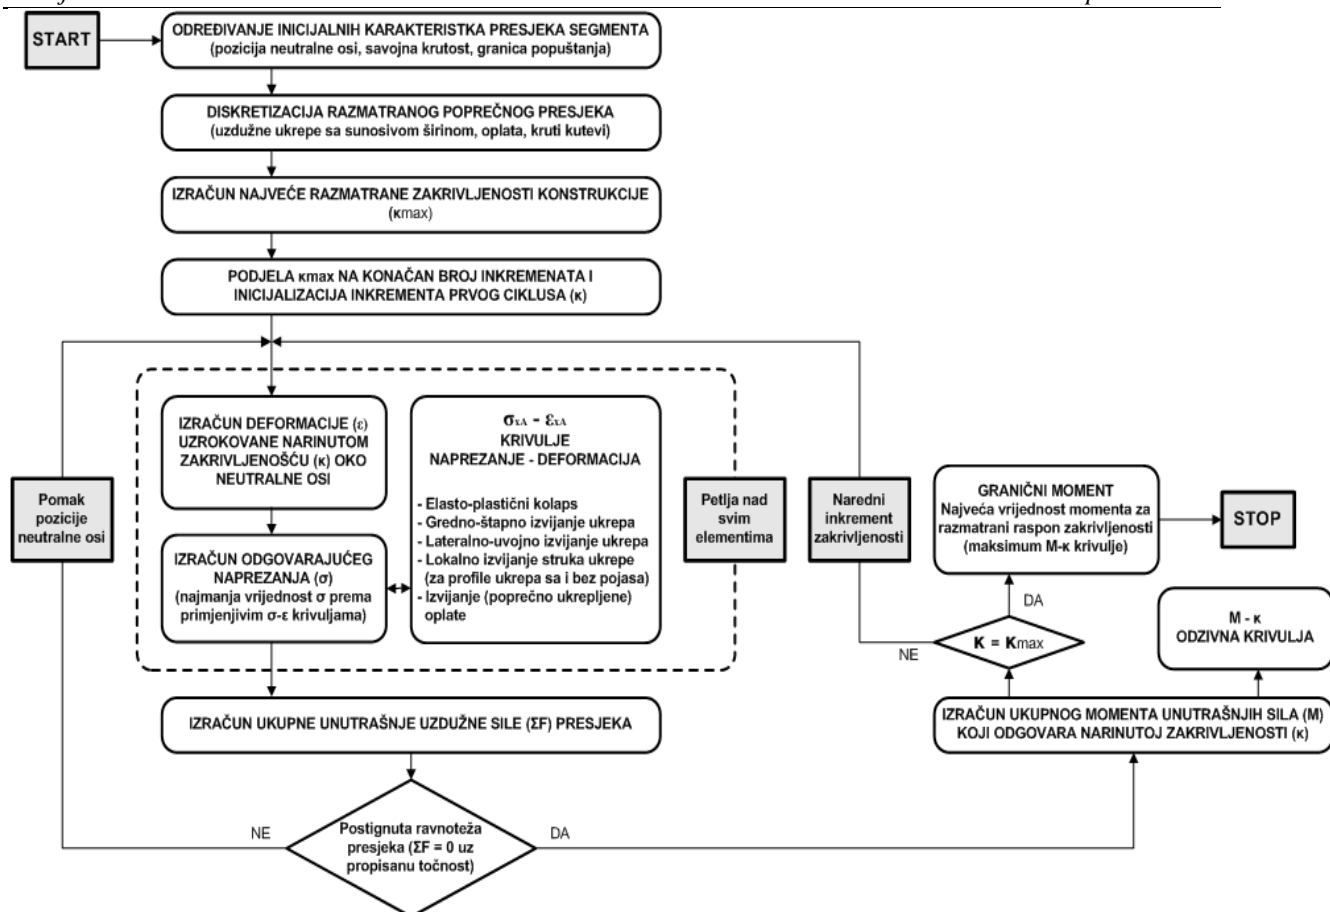 START
ODREĐIVANJE INICIJALNIH KARAKTERISTKA PRESJEKA SEGMENTA
(pozicija neutralne osi, savojna krutost, granica popuštanja)
DISKRETIZACIJA RAZMATRANOG POPREČNOG PRESJEKA
(uzdužne ukrepe sa sunosivom širinom, oplata, kruti kutevi)
IZRAČUN NAJVEĆE RAZMATRANE ZAKRIVLJENOSTI KONSTRUKCIJE
(κmax)
PODJELA κmax NA KONAČAN BROJ INKREMENATA I
INICIJALIZACIJA INKREMENTA PRVOG CIKLUSA (κ)
IZRAČUN DEFORMACIJE (ε)
UZROKOVANE NARINUTOM
ZAKRIVLJENOŠĆU (κ) OKO
NEUTRALNE OSI
σxA - εxA
KRIVULJE
NAPREZANJE - DEFORMACIJA
- Elasto-plastični kolaps
- Gredno-štapno izvijanje ukrepa
- Lateralno-uvojno izvijanje ukrepa
- Lokalno izvijanje struka ukrepe
(za profile ukrepa sa i bez pojasa)
- Izvijanje (poprečno ukrepljene)
oplate
IZRAČUN ODGOVARAJUĆEG
NAPREZANJA (σ)
(najmanja vrijednost σ prema
primjenjivim σ-ε krivuljama)
Pomak
pozicije
neutralne osi
Petlja nad
svim
elementima
Naredni
inkrement
zakrivljenosti
GRANIČNI MOMENT
Najveća vrijednost momenta za
razmatrani raspon zakrivljenosti
(maksimum M-κ krivulje)
STOP
DA
κ = κmax
NE
M - κ
ODZIVNA KRIVULJA
IZRAČUN UKUPNE UNUTRAŠNJE UZDUŽNE SILE (ΣF) PRESJEKA
IZRAČUN UKUPNOG MOMENTA UNUTRAŠNJIH SILA (M)
KOJI ODGOVARA NARINUTOJ ZAKRIVLJENOSTI (κ)
NE
Postignuta ravnoteža
presjeka (ΣF = 0 uz
propisanu točnost)
DA